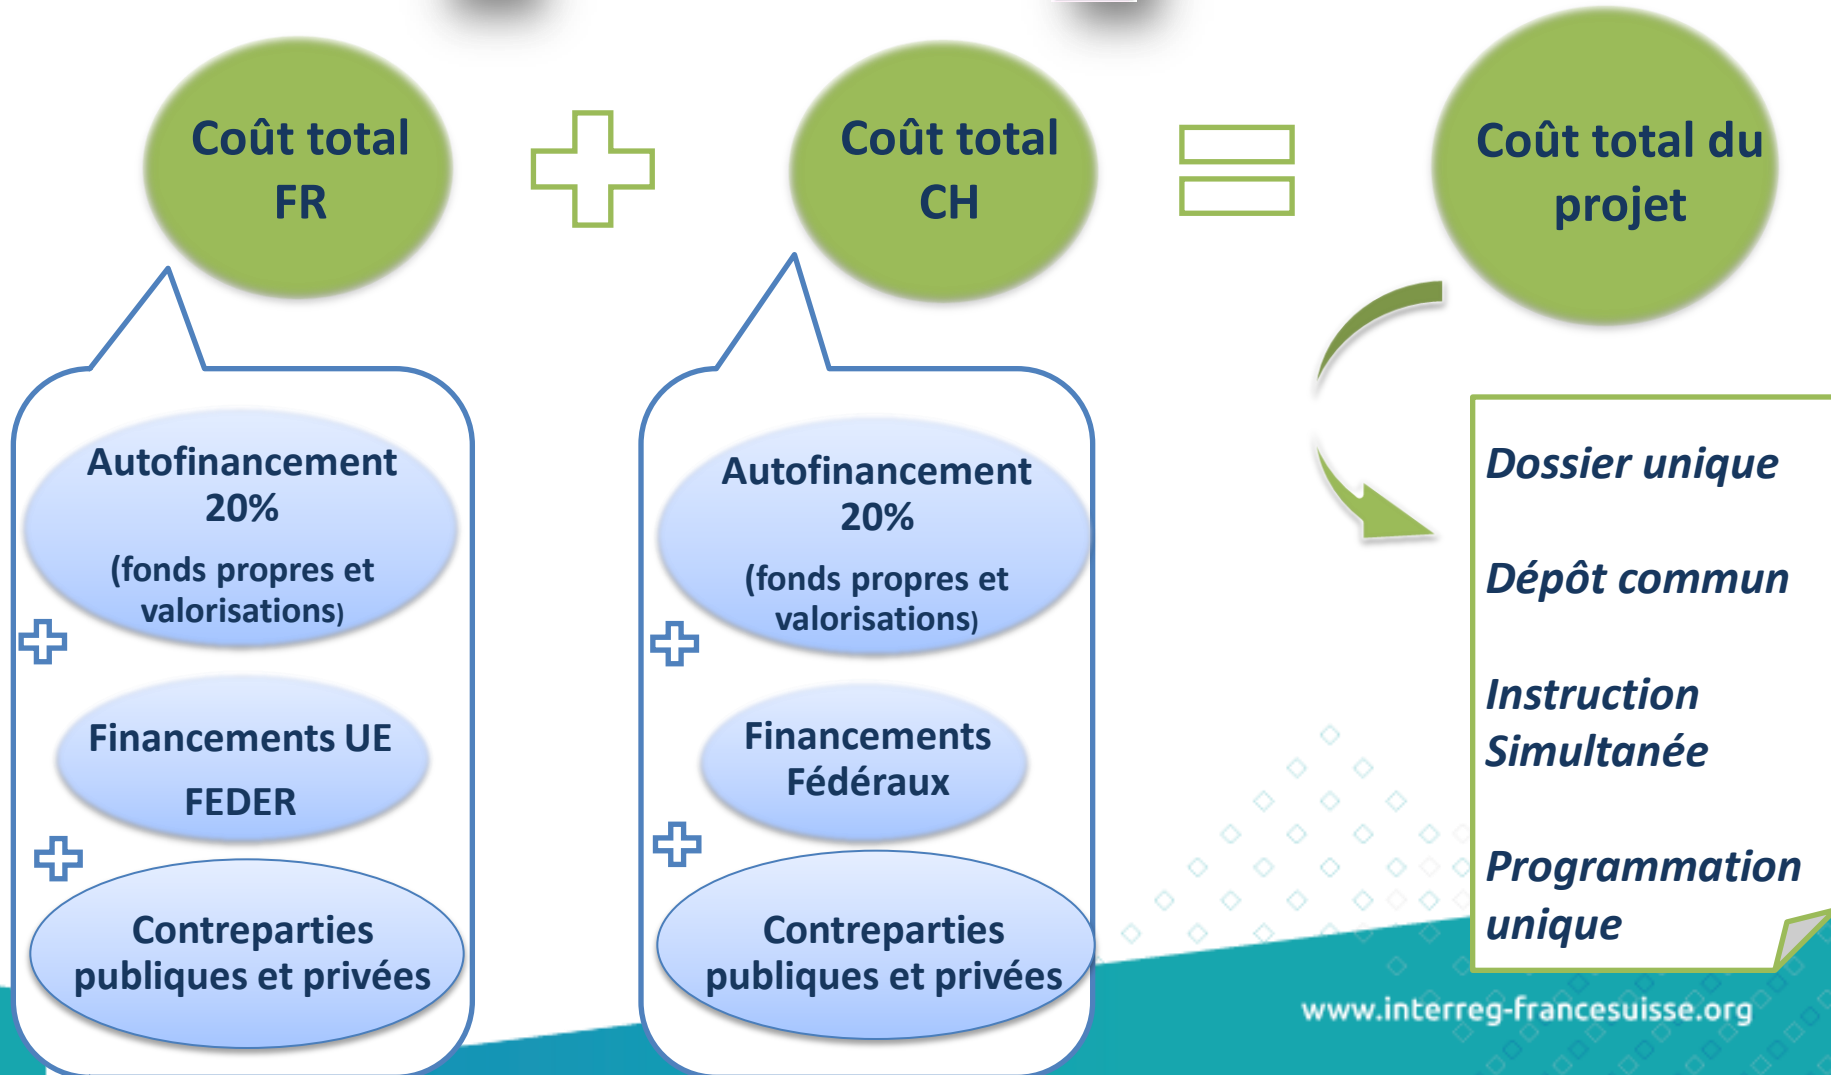 Coût total
FR
Coût total
CH
Coût total du
projet
Autofinancement
20%
(fonds propres et
valorisations)
Financements UE
FEDER
Contreparties
publiques et privées
Autofinancement
20%
(fonds propres et
valorisations)
Financements
Fédéraux
Contreparties
publiques et privées
Dossier unique
Dépôt commun
Instruction
Simultanée
Programmation
unique
www.interreg-francesuisse.org